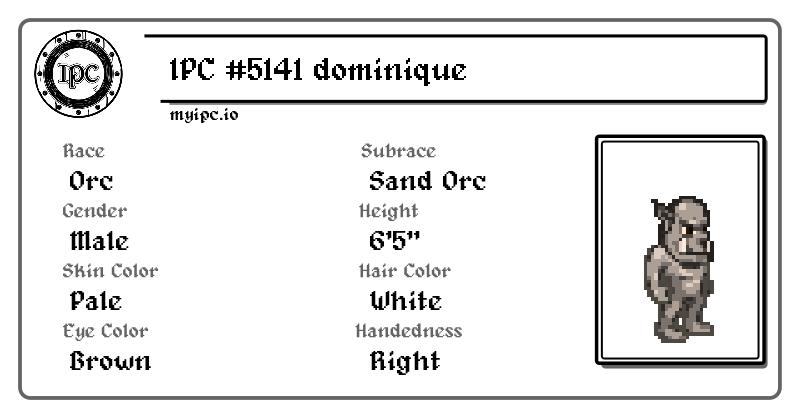 IPC
IPC #5141 dominique
myipc.io
Race
Orc
Subrace
Sand Orc
Gender
Male
Height
6'5"
Skin Color
Pale
Hair Color
White
Eye Color
Brown
Handedness
Right